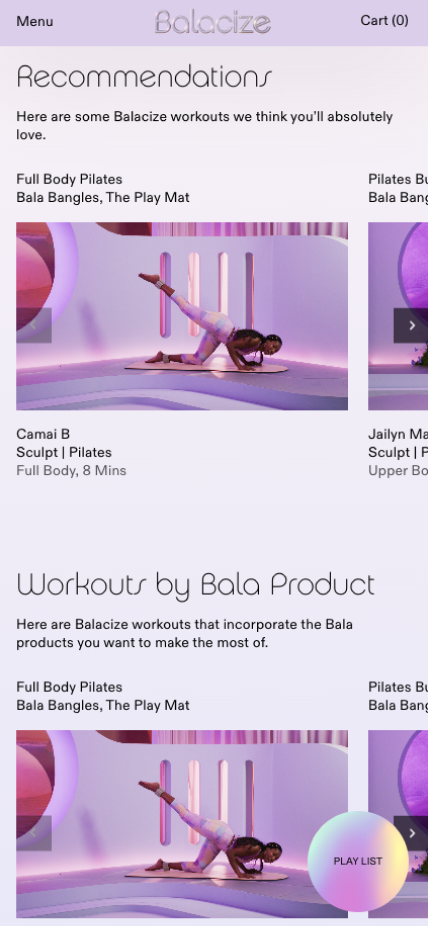 Menu
Balacize
Cart (0)
Recommendations
Here are some Balacize workouts we think you'll absolutely
love.
Full Body Pilates
Bala Bangles, The Play Mat
Pilates Bu
Bala Bang
Camai B
Sculpt | Pilates
Full Body, 8 Mins
Jailyn Ma
Sculpt | P
Upper Bo
Workouts by Bala Product
Here are Balacize workouts that incorporate the Bala
products you want to make the most of.
Full Body Pilates
Bala Bangles, The Play Mat
Pilates Bu
Bala Bang
PLAY LIST